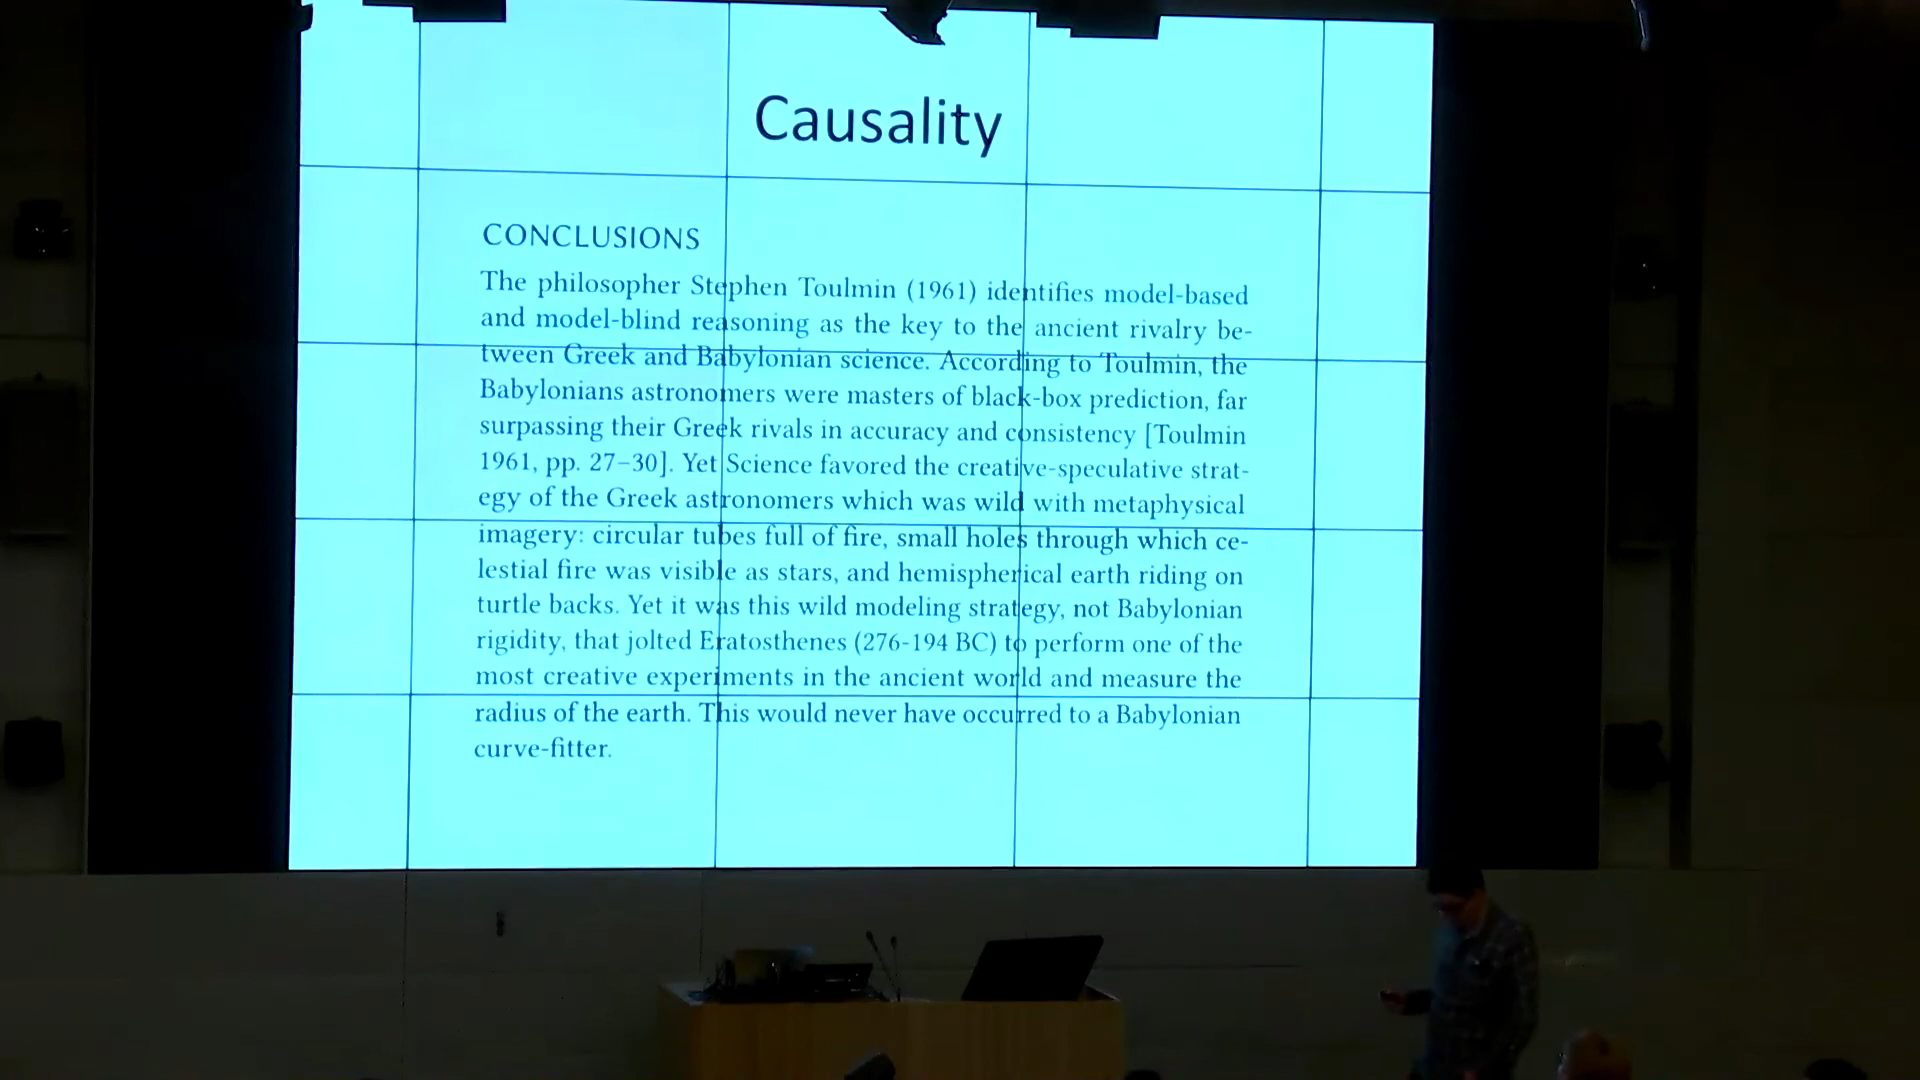 Causality
CONCLUSIONS
The philosopher Stephen Toulmin (1961) identifies model-based
and model-blind reasoning as the key to the ancient rivalry be-
tween Greek and Babylonian science. According to Toulmin, the
Babylonians astronomers were masters of black-box prediction, far
surpassing their Greek rivals in accuracy and consistency [Toulmin
1961, pp. 27–30]. Yet Science favored the creative-speculative strat-
egy of the Greek astronomers which was wild with metaphysical
imagery: circular tubes full of fire, small holes through which ce-
lestial fire was visible as stars, and hemispherical earth riding on
turtle backs. Yet it was this wild modeling strategy, not Babylonian
rigidity, that jolted Eratosthenes (276-194 BC) to perform one of the
most creative experiments in the ancient world and measure the
radius of the earth. This would never have occurred to a Babylonian
curve-fitter.